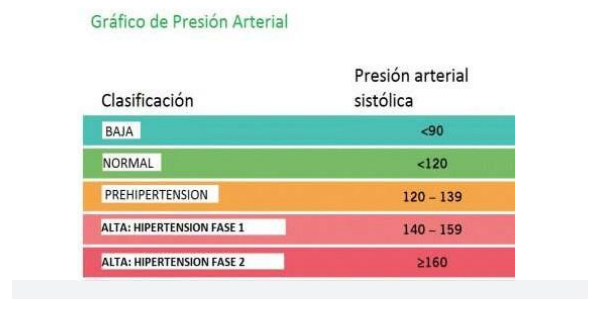 Gráfico de Presión Arterial
Presión arterial
Clasificación sistólica
BAJA <90
NORMAL <120
PREHIPERTENSION 120 – 139
ALTA: HIPERTENSION FASE 1 140 – 159
ALTA: HIPERTENSION FASE 2 ≥160